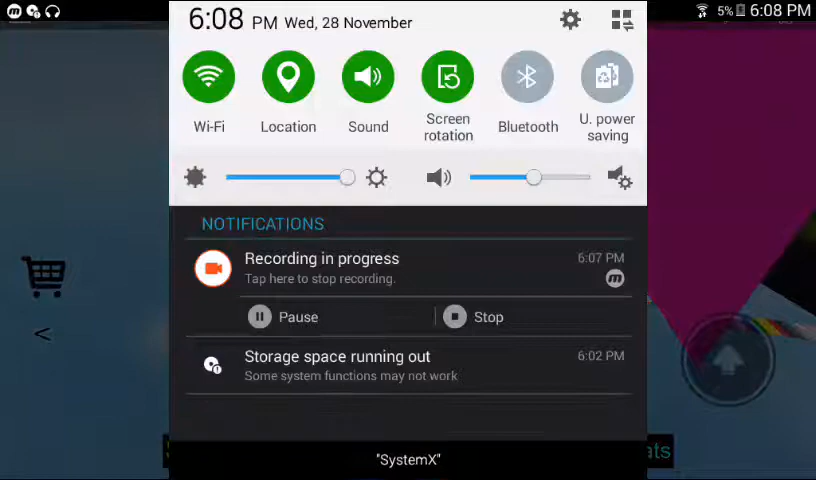 5% 6:08 PM
6:08 PM Wed, 28 November
Wi-Fi
Location
Sound
Screen
rotation
Bluetooth
U. power
saving
NOTIFICATIONS
Recording in progress 6:07 PM
Tap here to stop recording.
Pause
Stop
Storage space running out 6:02 PM
Some system functions may not work
<
ats
"SystemX"